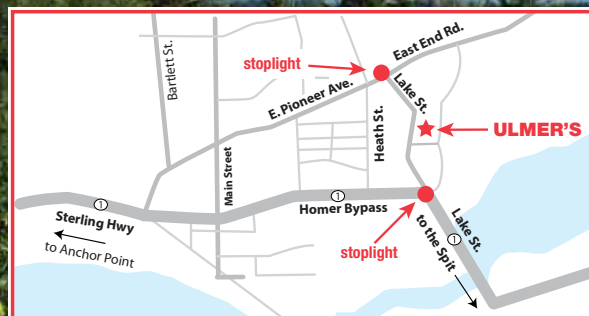 East End Rd.
stoplight
Bartlett St.
Lake St.
E. Pioneer Ave.
ULMER'S
Heath St.
Main Street
1
Homer Bypass
1
Sterling Hwy
Lake St.
1
to Anchor Point
to the Spit
stoplight